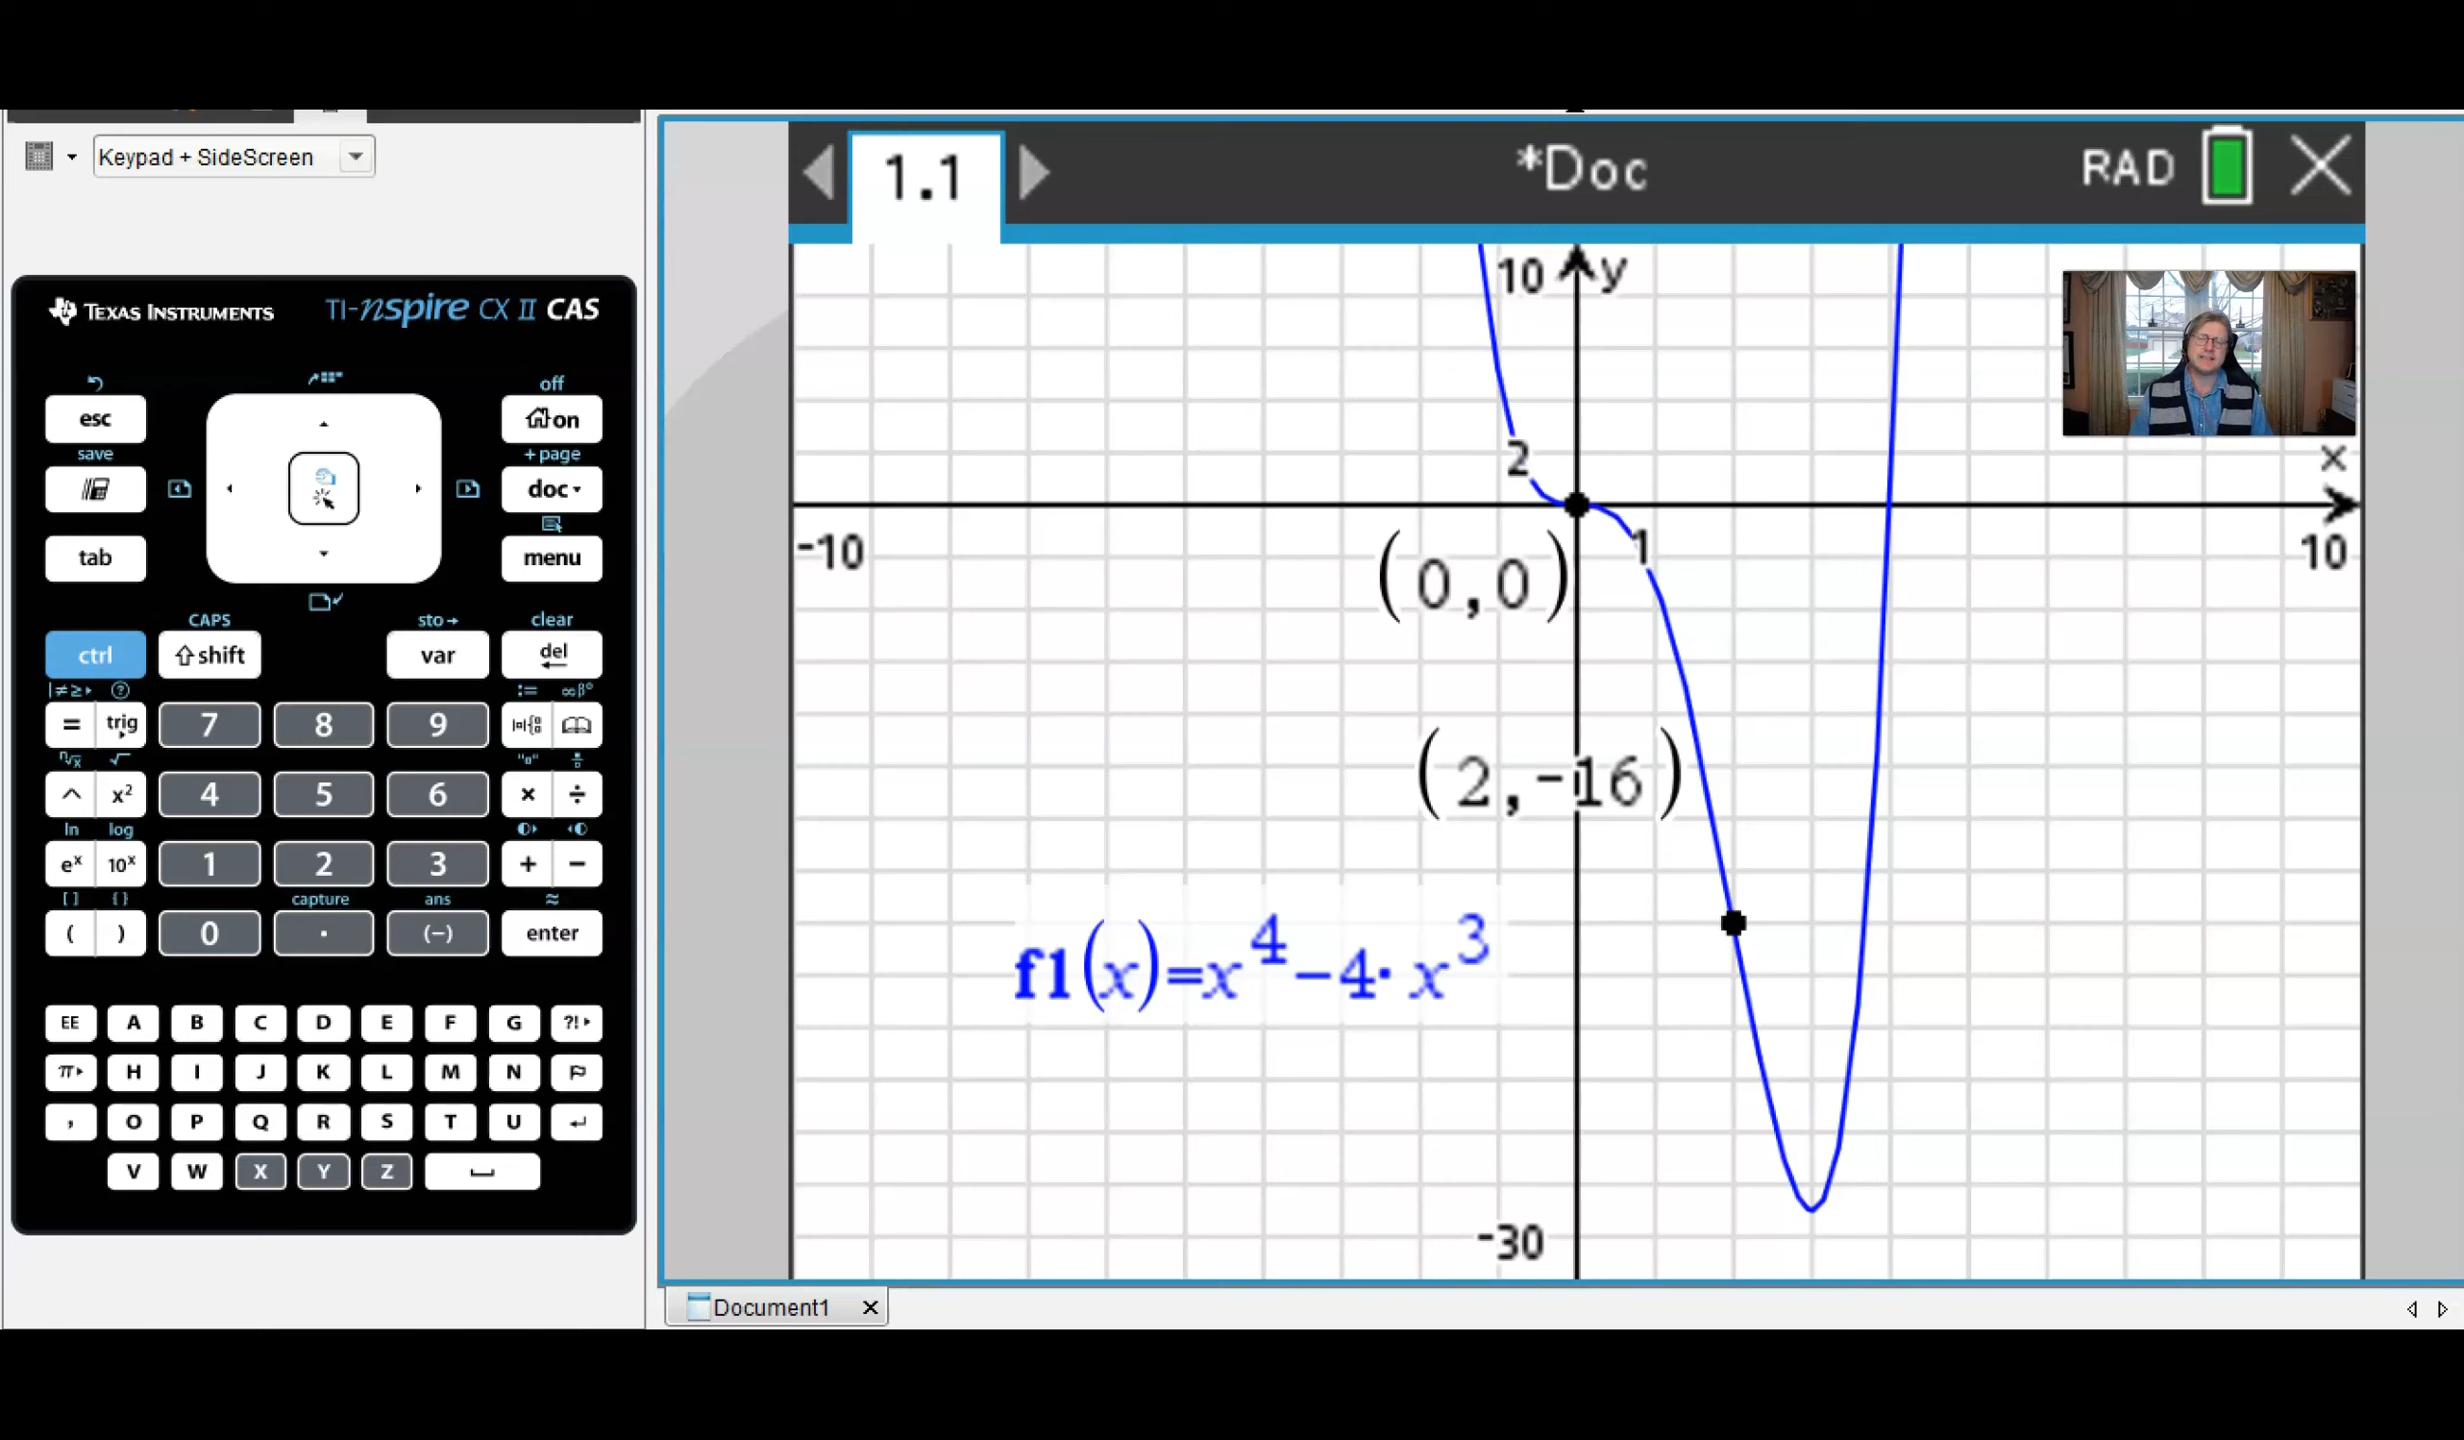 Keypad + SideScreen
TEXAS INSTRUMENTS TI-nspire CX II CAS
off
esc on
save + page
doc
tab menu
CAPS sto→ clear
ctrl shift var del
|≠≥▸ ? := ∞β°
= trig 7 8 9
ⁿ√x √ "□"
^ x² 4 5 6 × ÷
ln log
eˣ 10ˣ 1 2 3 + −
[ ] { } capture ans ≈
( ) 0 . (−) enter
EE A B C D E F G ?!▸
π▸ H I J K L M N
, O P Q R S T U ↵
V W X Y Z
1.1 *Doc RAD
10 y
2 x
-10 1 10
(0,0)
(2,-16)
f1(x)=x⁴−4·x³
-30
Document1